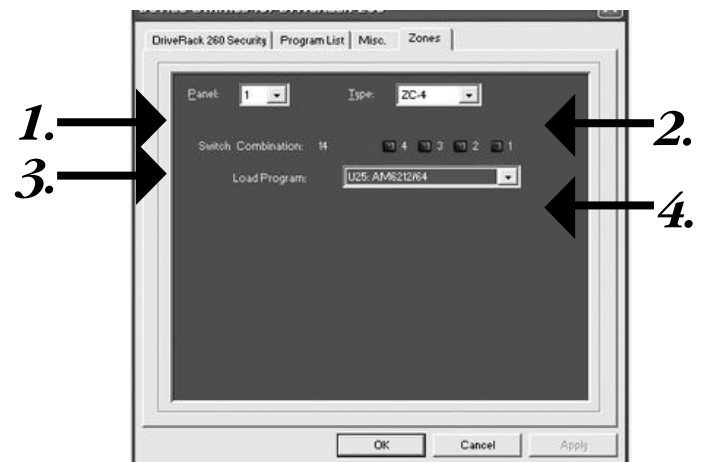 DriveRack 260 Security Program List Misc. Zones
1.
Panel: 1 Type: ZC-4
2.
Switch Combination: 14 4 3 2 1
3.
Load Program: U25: AM6212/64
4.
OK Cancel Apply